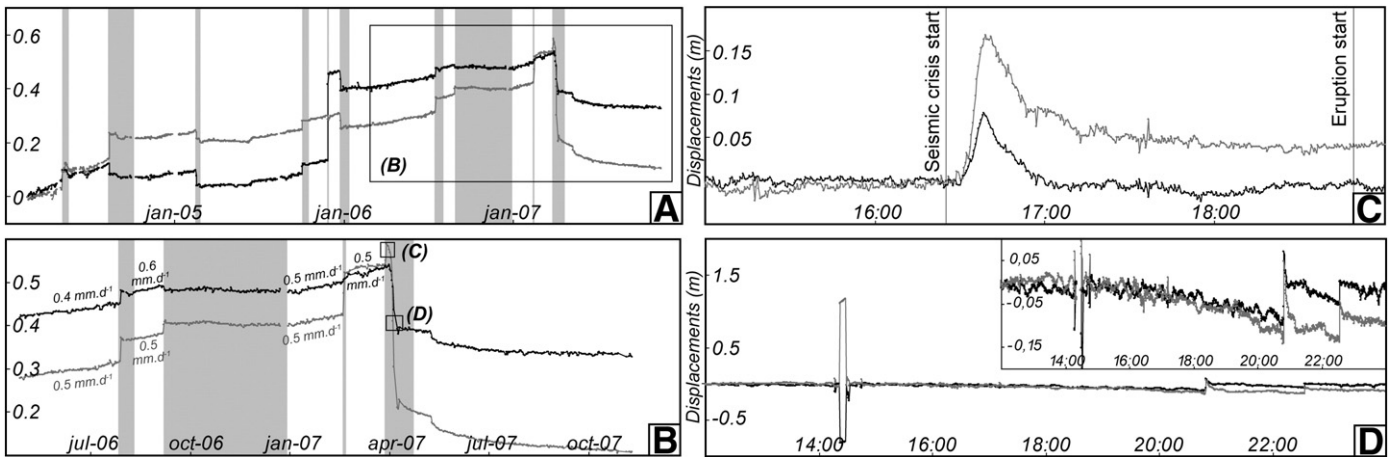 0.6
0.4
0.2
0
jan-05
jan-06
jan-07
(B)
A
0.5
0.4
0.3
0.2
0.4 mm.d-1
0.6
mm.d-1
0.5 mm.d-1
0.5
mm.d-1
0.5 mm.d-1
0.5
mm.d-1
0.5 mm.d-1
(C)
(D)
jul-06
oct-06
jan-07
apr-07
jul-07
oct-07
B
Displacements (m)
0.15
0.1
0.05
Seismic crisis start
Eruption start
16:00
17:00
18:00
C
Displacements (m)
1.5
0.5
-0.5
14:00
16:00
18:00
20:00
22:00
0,05
-0,05
-0,15
14:00
16:00
18:00
20:00
22:00
D